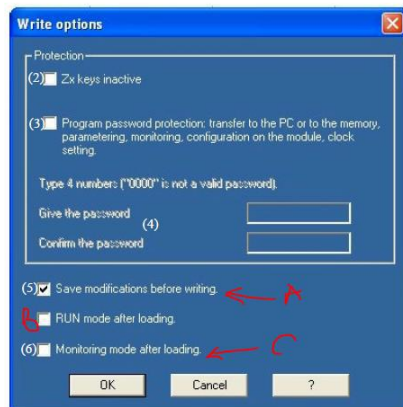 Write options
Protection
(2) Zx keys inactive
(3) Program password protection: transfer to the PC or to the memory,
parametering, monitoring, configuration on the module, clock
setting.
Type 4 numbers ("0000" is not a valid password).
Give the password
(4)
Confirm the password
(5) Save modifications before writing. A
B RUN mode after loading.
(6) Monitoring mode after loading. C
OK Cancel ?